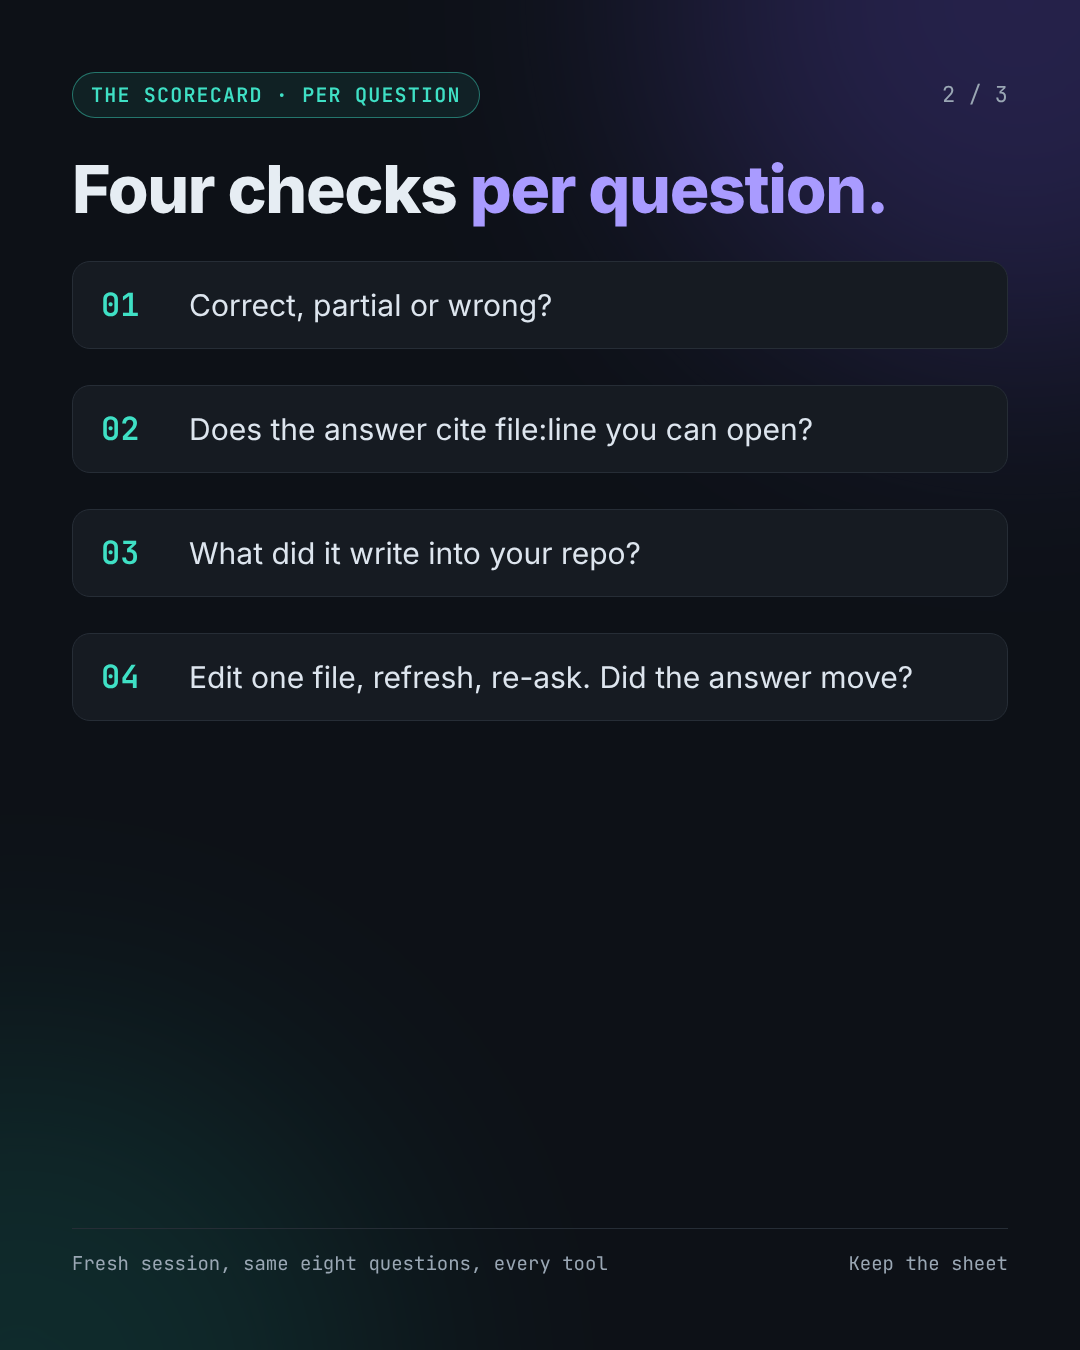 THE SCORECARD · PER QUESTION
2 / 3
Four checks per question.
01 Correct, partial or wrong?
02 Does the answer cite file:line you can open?
03 What did it write into your repo?
04 Edit one file, refresh, re-ask. Did the answer move?
Fresh session, same eight questions, every tool
Keep the sheet